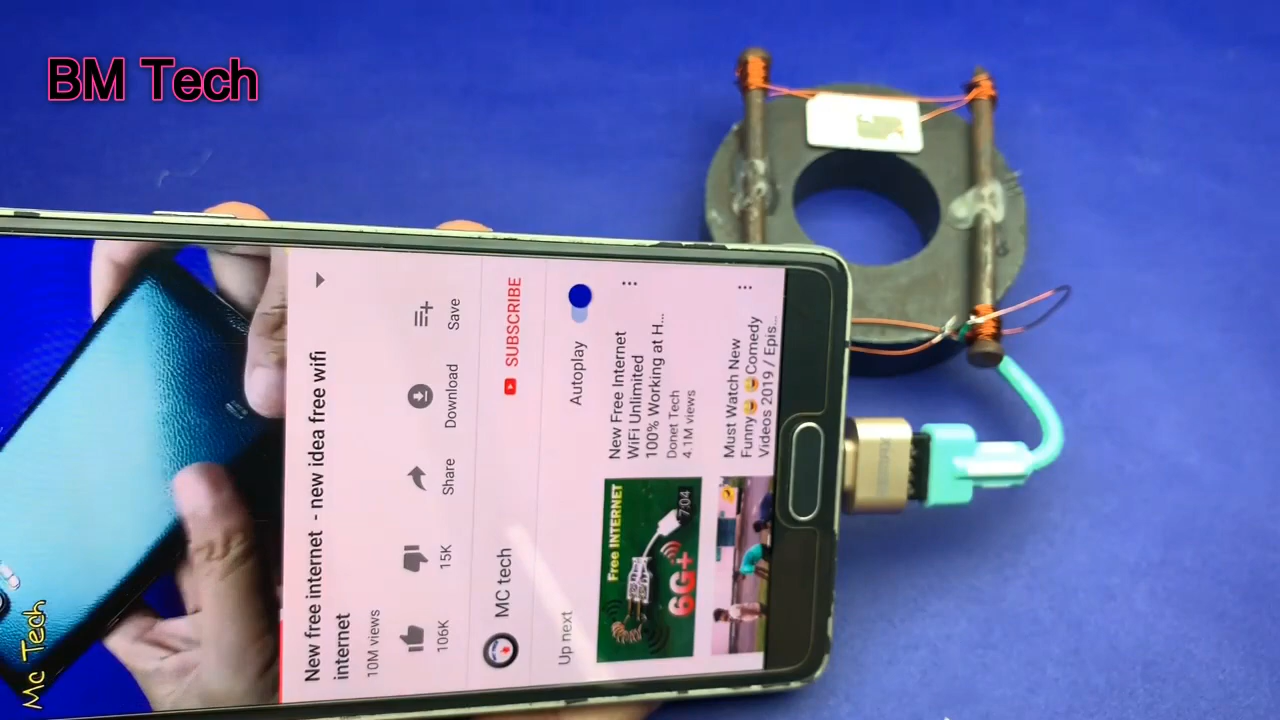 BM Tech
Mc Tech
New free internet - new idea free wifi
internet
10M views
106K
15K
Share
Download
Save
MC tech
SUBSCRIBE
Up next
Autoplay
Free INTERNET
6G+
7:04
New Free Internet
WiFi Unlimited
100% Working at H...
Donet Tech
4.1M views
Must Watch New
Funny😄😄Comedy
Videos 2019 / Epis...